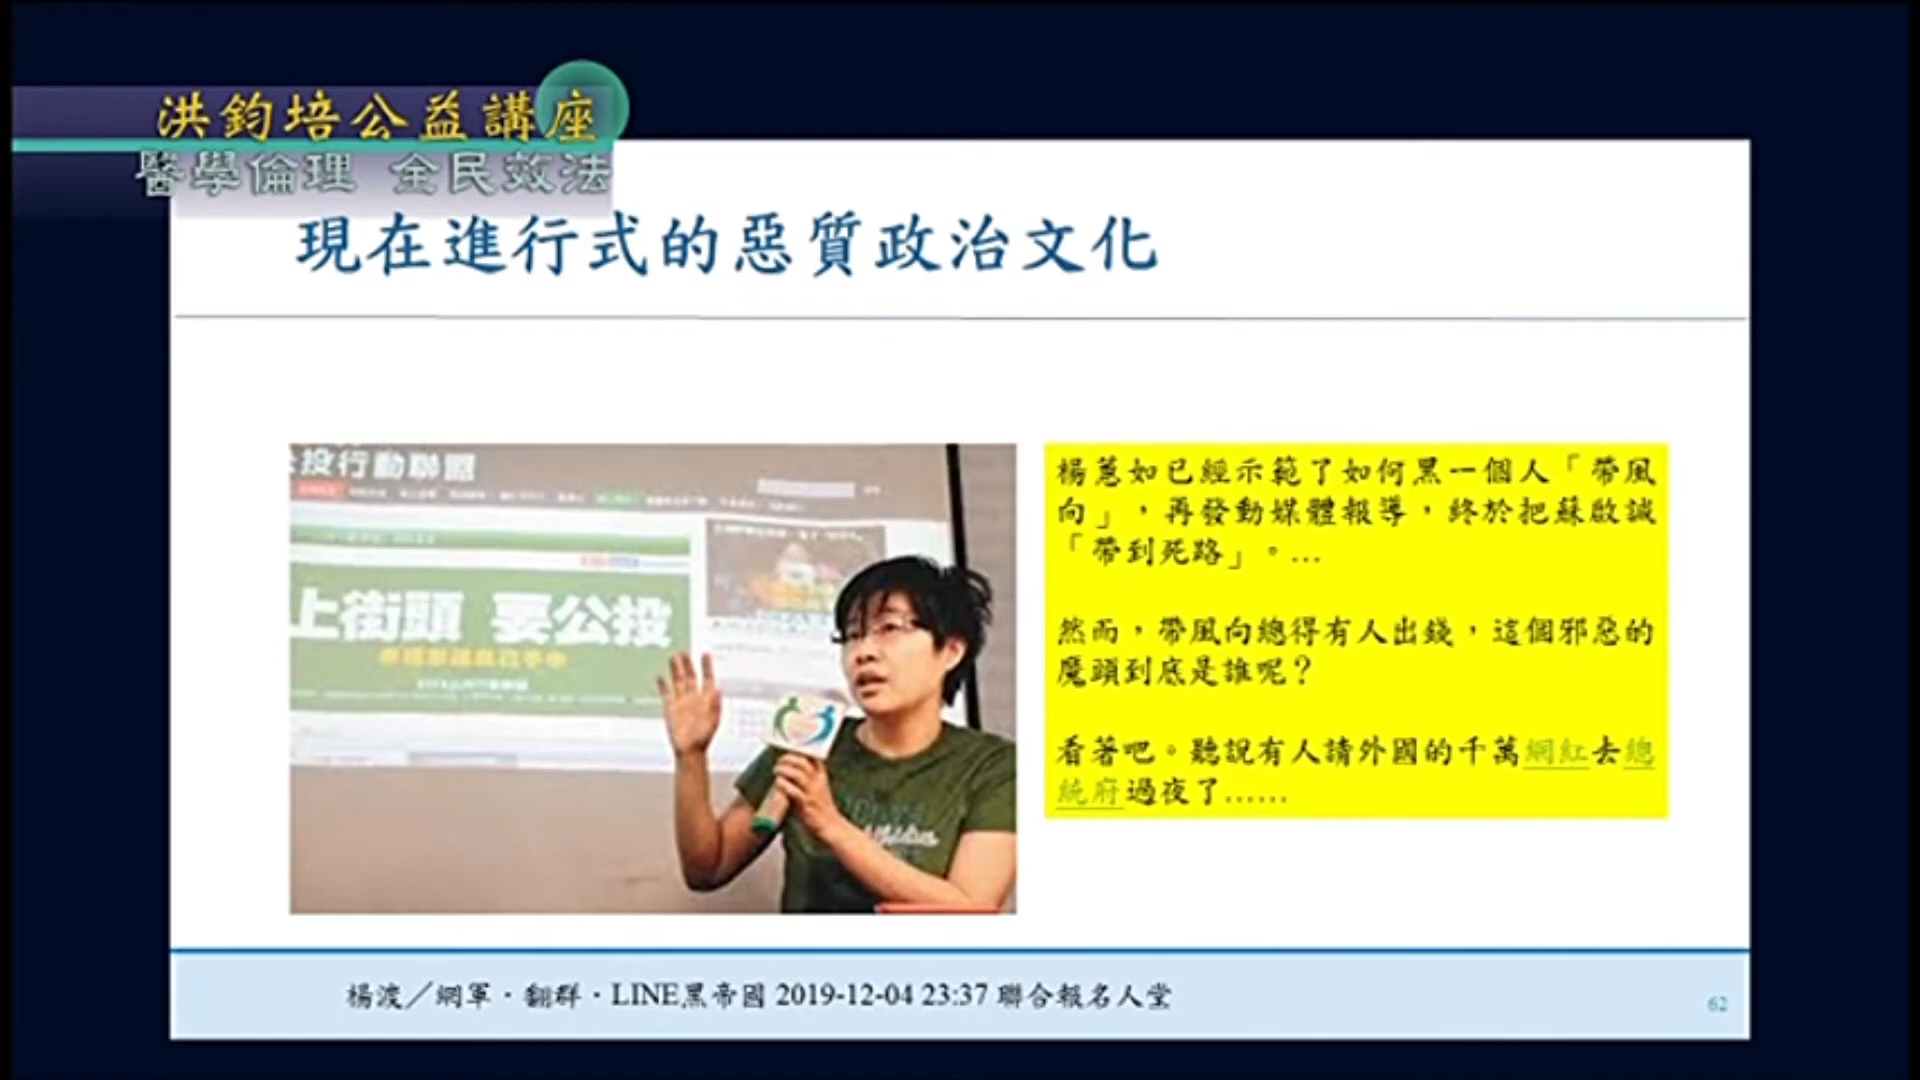 洪鈞培公益講座
醫學倫理 全民效法
現在進行式的惡質政治文化
投行動聯盟
上街頭 要公投
楊蕙如已經示範了如何黑一個人「帶風
向」，再發動媒體報導，終於把蘇啟誠
「帶到死路」。…
然而，帶風向總得有人出錢，這個邪惡的
魔頭到底是誰呢？
看著吧。聽說有人請外國的千萬網紅去總
統府過夜了……
楊渡／網軍．翻群．LINE黑帝國 2019-12-04 23:37 聯合報名人堂
62